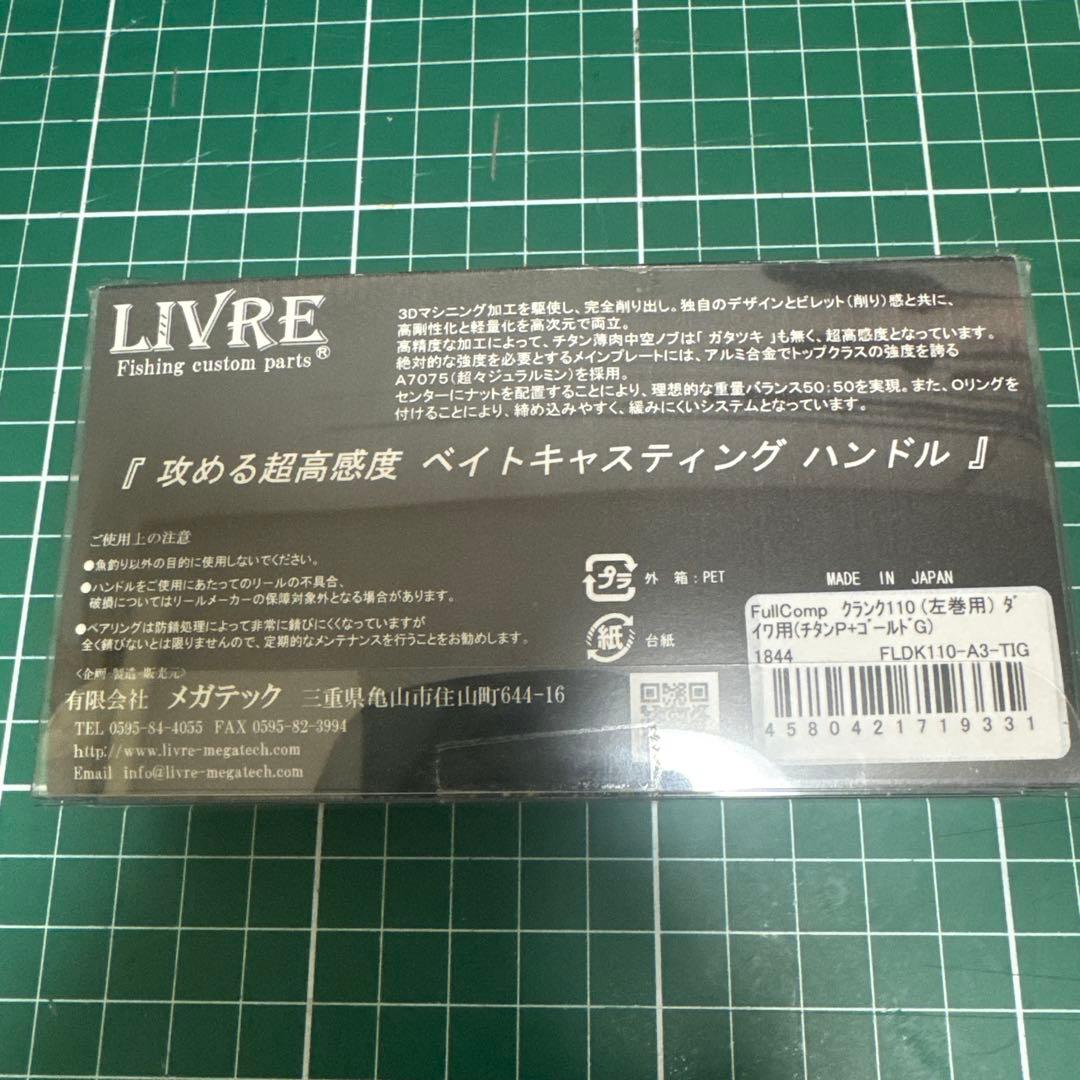 LIVRE
Fishing custom parts®
3Dマシニング加工を駆使し、完全削り出し。独自のデザインとビレット(削り)感と共に、
高剛性化と軽量化を高次元で両立。
高精度な加工によって、チタン薄肉中空ノブは「 ガタツキ 」も無く、超高感度となっています。
絶対的な強度を必要とするメインプレートには、アルミ合金でトップクラスの強度を誇る
A7075(超々ジュラルミン)を採用。
センターにナットを配置することにより、理想的な重量バランス50:50を実現。また、Oリングを
付けることにより、締め込みやすく、緩みにくいシステムとなっています。
『 攻める超高感度 ベイトキャスティング ハンドル 』
ご使用上の注意
●魚釣り以外の目的に使用しないでください。
●ハンドルをご使用にあたってのリールの不具合、
破損についてはリールメーカーの保障対象外となる場合があります。
●ベアリングは防錆処理によって非常に錆びにくくなっていますが
全く錆びないとは限りませんので、定期的なメンテナンスを行うことをお勧めします。
プラ 外 箱：PET
紙 台紙
MADE IN JAPAN
FullComp クランク110(左巻用) ダ
イワ用(チタンP+ゴールドG)
1844 FLDK110-A3-TIG
4580421719331
〈企画・製造・販売元〉
有限会社 メガテック 三重県亀山市住山町644-16
TEL 0595-84-4055 FAX 0595-82-3994
http://www.livre-megatech.com
Email info@livre-megatech.com